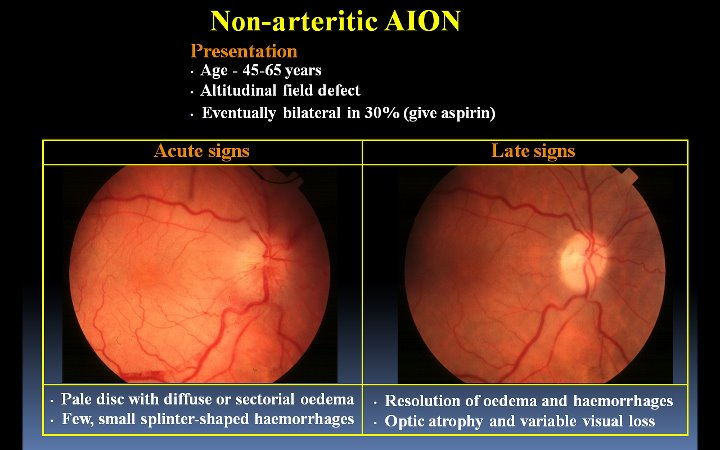 Non-arteritic AION
Presentation
· Age - 45-65 years
· Altitudinal field defect
· Eventually bilateral in 30% (give aspirin)
Acute signs
Late signs
· Pale disc with diffuse or sectorial oedema
· Few, small splinter-shaped haemorrhages
· Resolution of oedema and haemorrhages
· Optic atrophy and variable visual loss